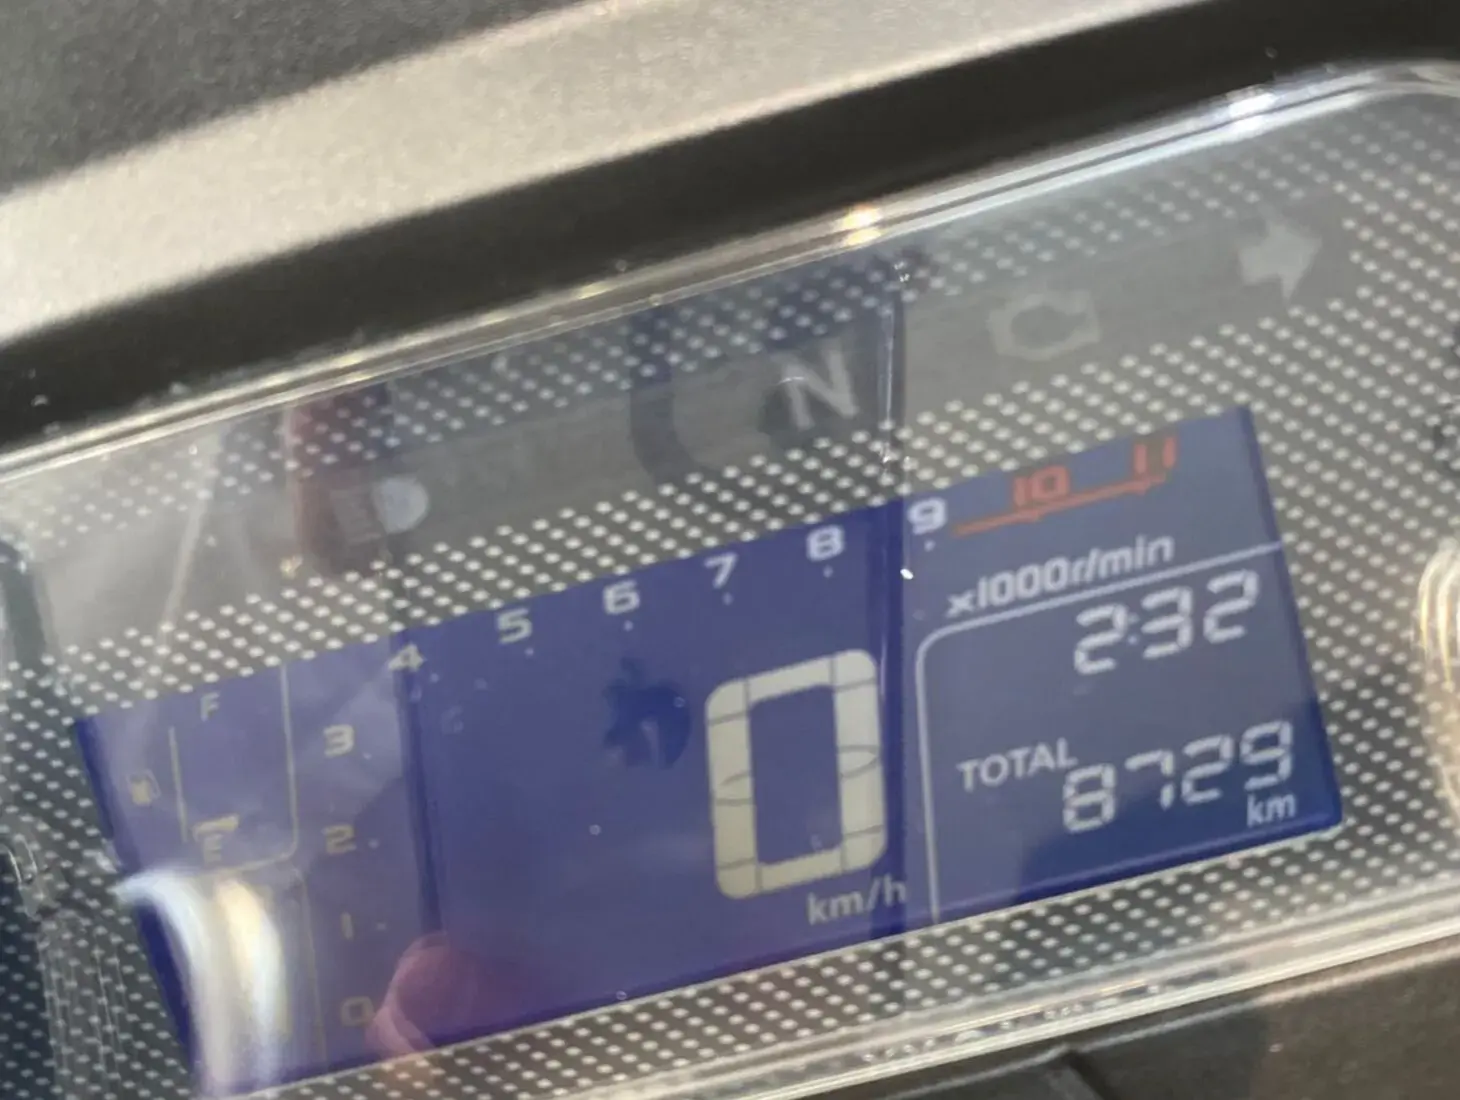 N
10 11
4 5 6 7 8 9
x1000r/min
2:32
F
3
2
1
0
E
0
km/h
TOTAL
8729
km